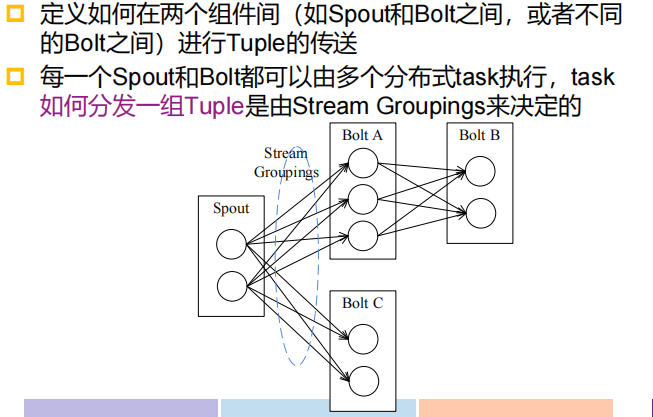 定义如何在两个组件间（如Spout和Bolt之间，或者不同
的Bolt之间）进行Tuple的传送
每一个Spout和Bolt都可以由多个分布式task执行，task
如何分发一组Tuple是由Stream Groupings来决定的
Stream
Groupings
Spout
Bolt A
Bolt B
Bolt C